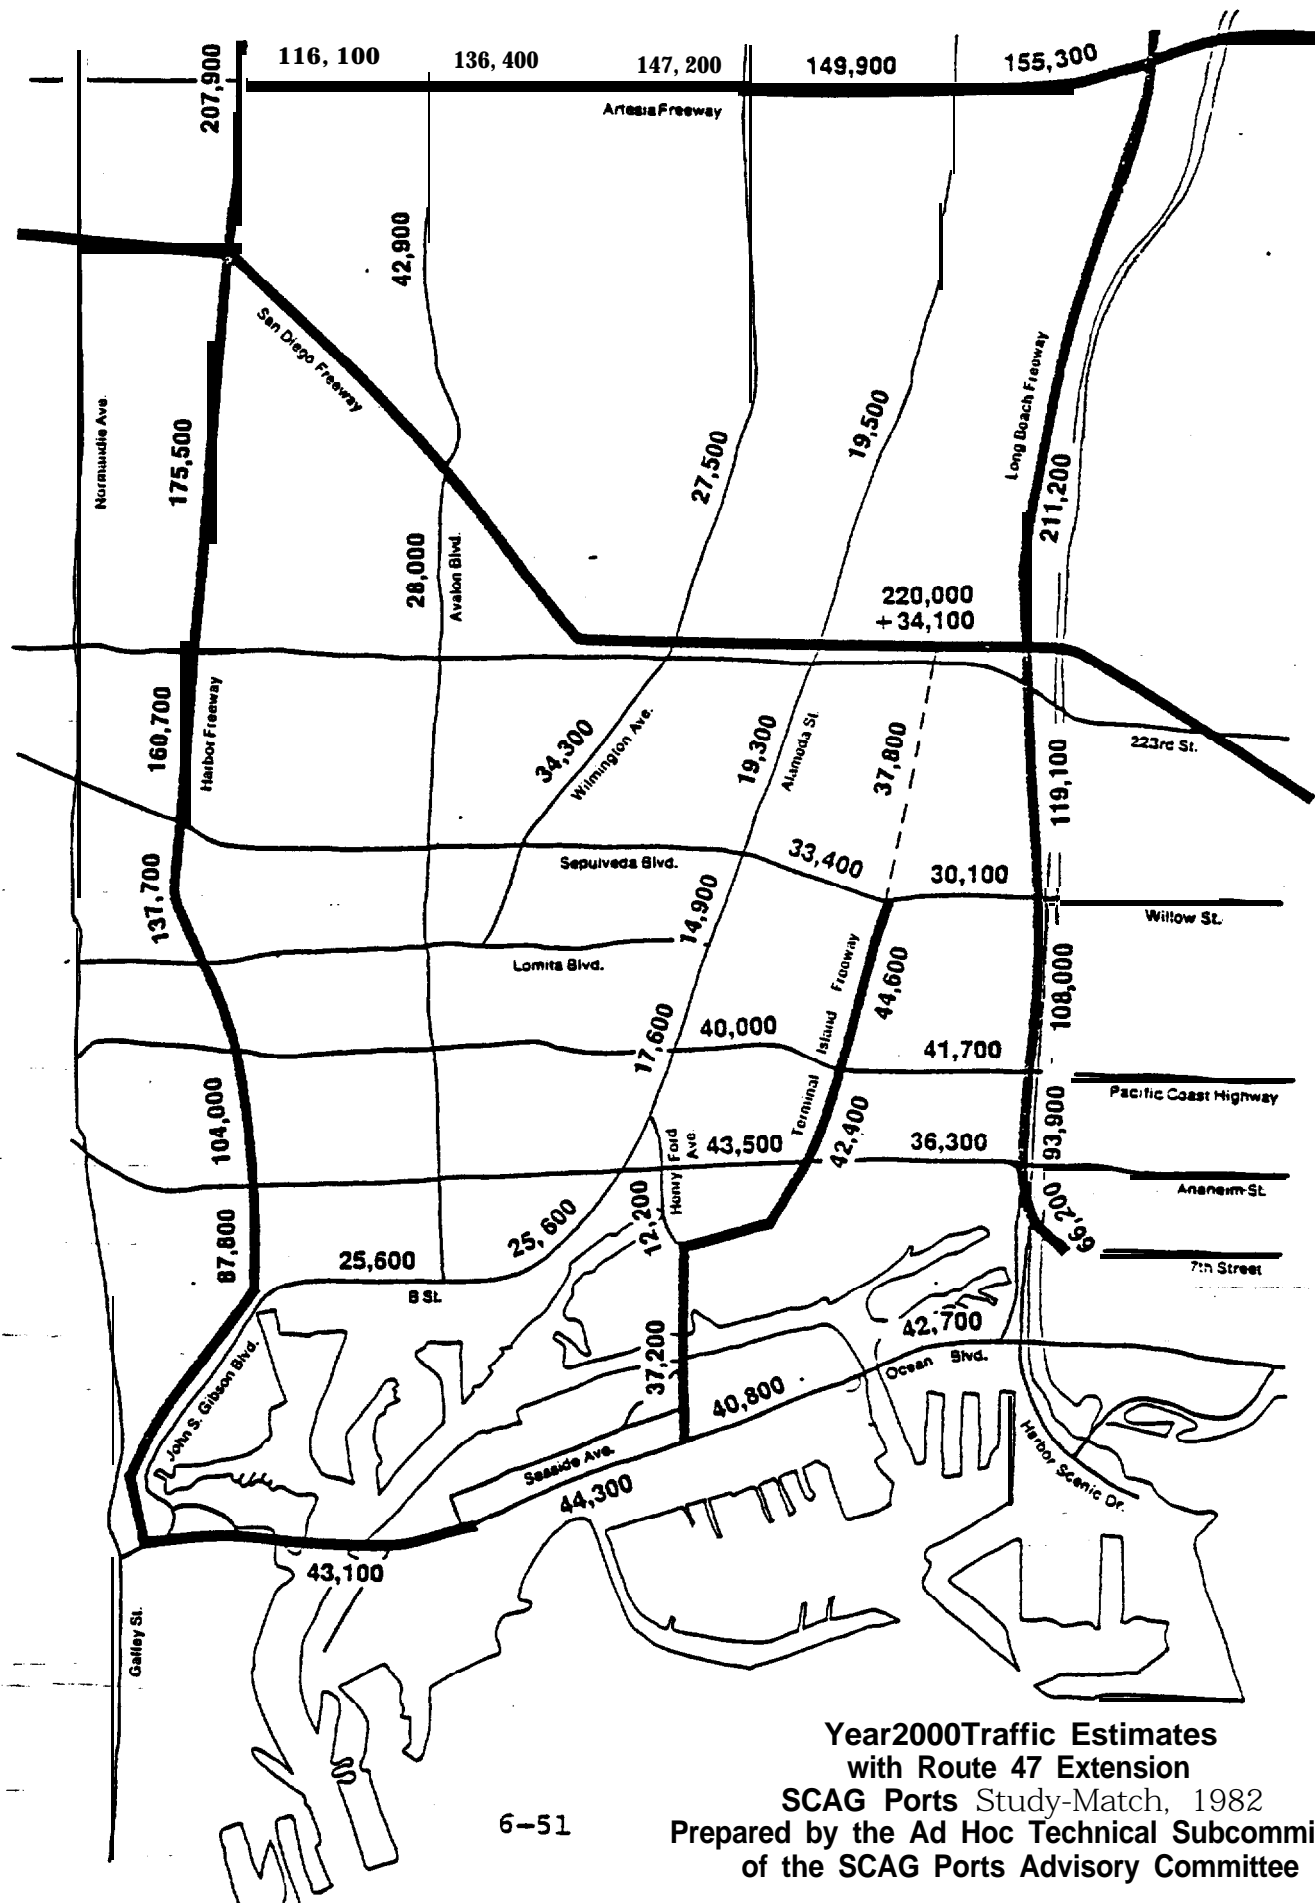 116, 100
136, 400
147, 200
149,900
155,300
207,900
Artesia Freeway
42,900
San Diego Freeway
Normandie Ave.
175,500
27,500
19,500
Long Beach Freeway
211,200
28,000
Avalon Blvd.
220,000
+ 34,100
160,700
Harbor Freeway
34,300
Wilmington Ave.
19,300
Alamoda St.
37,800
119,100
223rd St.
137,700
Sepulveda Blvd.
33,400
30,100
Willow St.
14,900
Lomita Blvd.
Terminal Island Freeway
44,600
108,000
17,600
40,000
41,700
Pacific Coast Highway
104,000
Henry Ford
Ave.
43,500
42,400
36,300
93,900
Anaheim St.
12,200
66,200
87,800
25,600
25, 600
B St.
7th Street
John S. Gibson Blvd.
37,200
42,700
Ocean Blvd.
40,800
Seaside Ave.
44,300
Harbor Scenic Dr.
43,100
Gaffey St.
Year2000Traffic Estimates
with Route 47 Extension
SCAG Ports Study-Match, 1982
6-51
Prepared by the Ad Hoc Technical Subcommi
of the SCAG Ports Advisory Committee